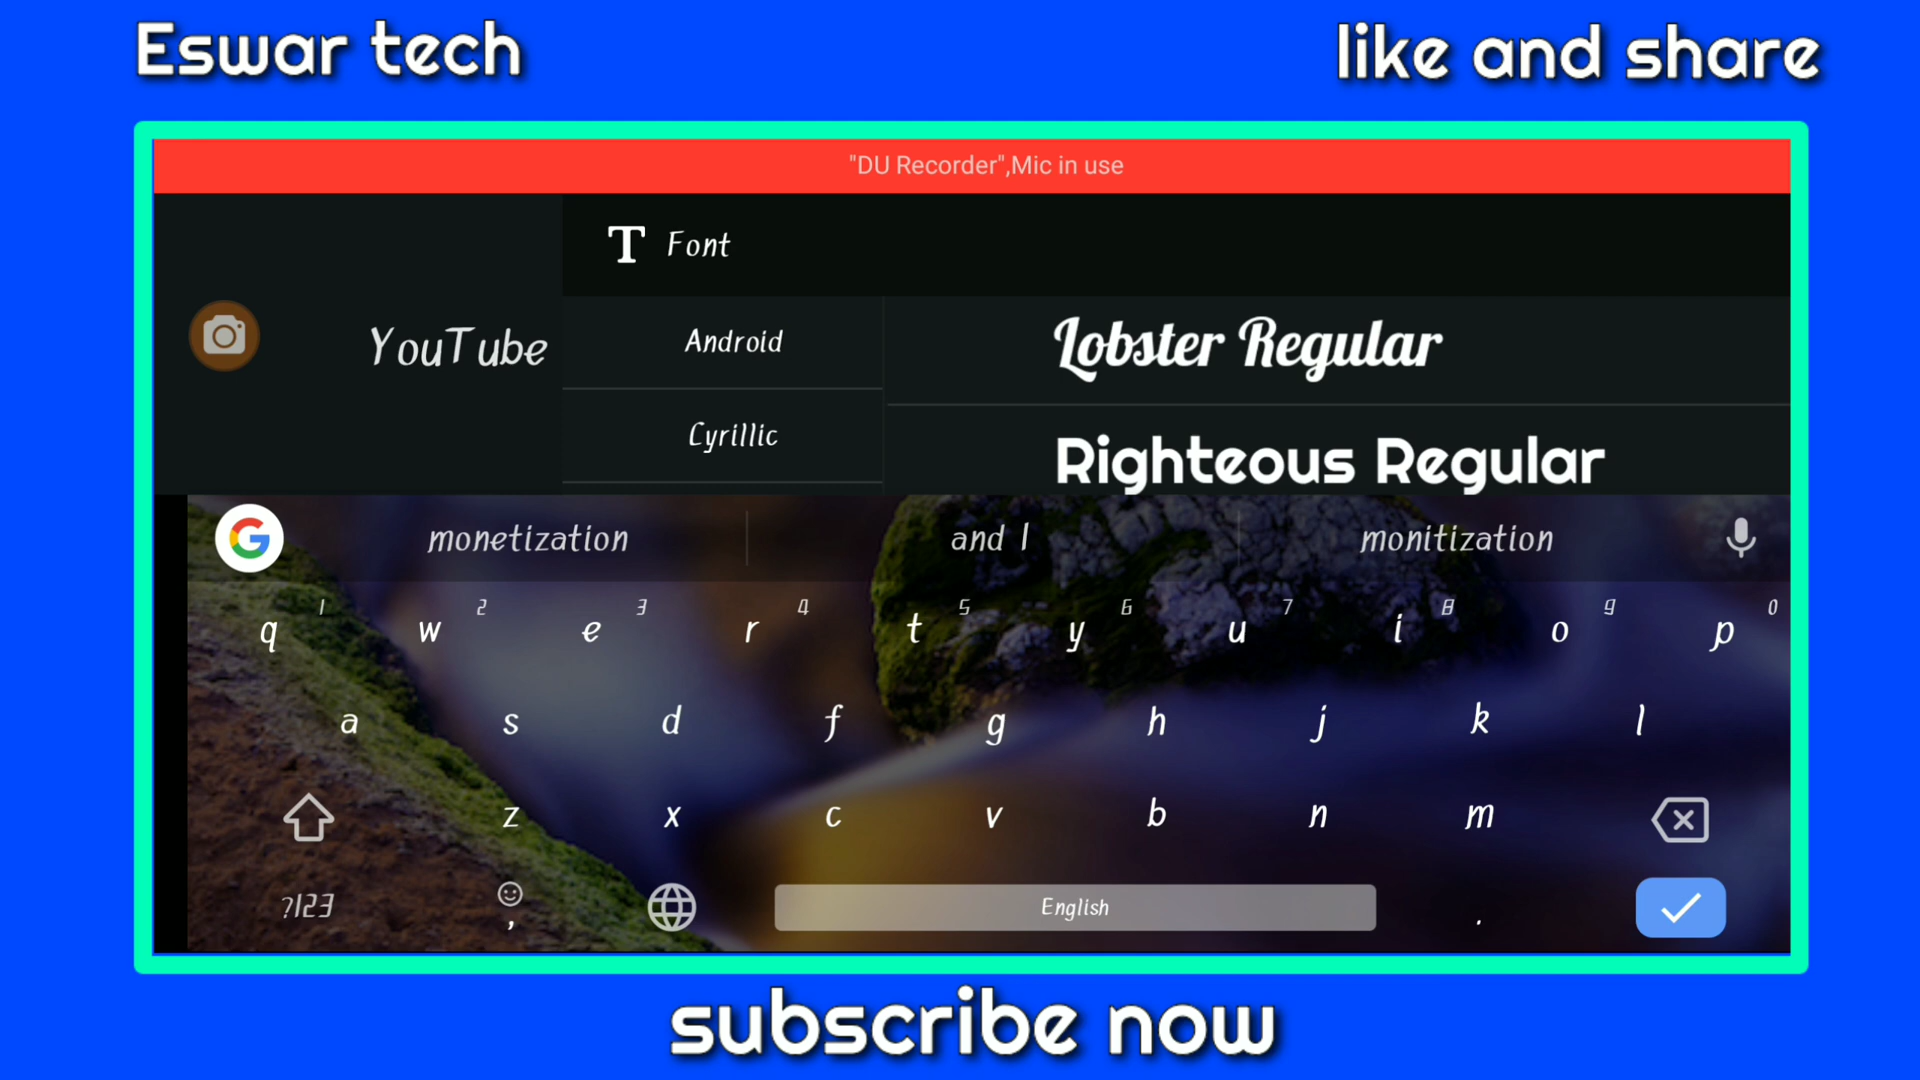 Eswar tech
like and share
"DU Recorder",Mic in use
T Font
YouTube
Android
Lobster Regular
Cyrillic
Righteous Regular
G monetization and I monitization
1 2 3 4 5 6 7 8 9 0
q w e r t y u i o p
a s d f g h j k l
z x c v b n m
?123 , English .
subscribe now